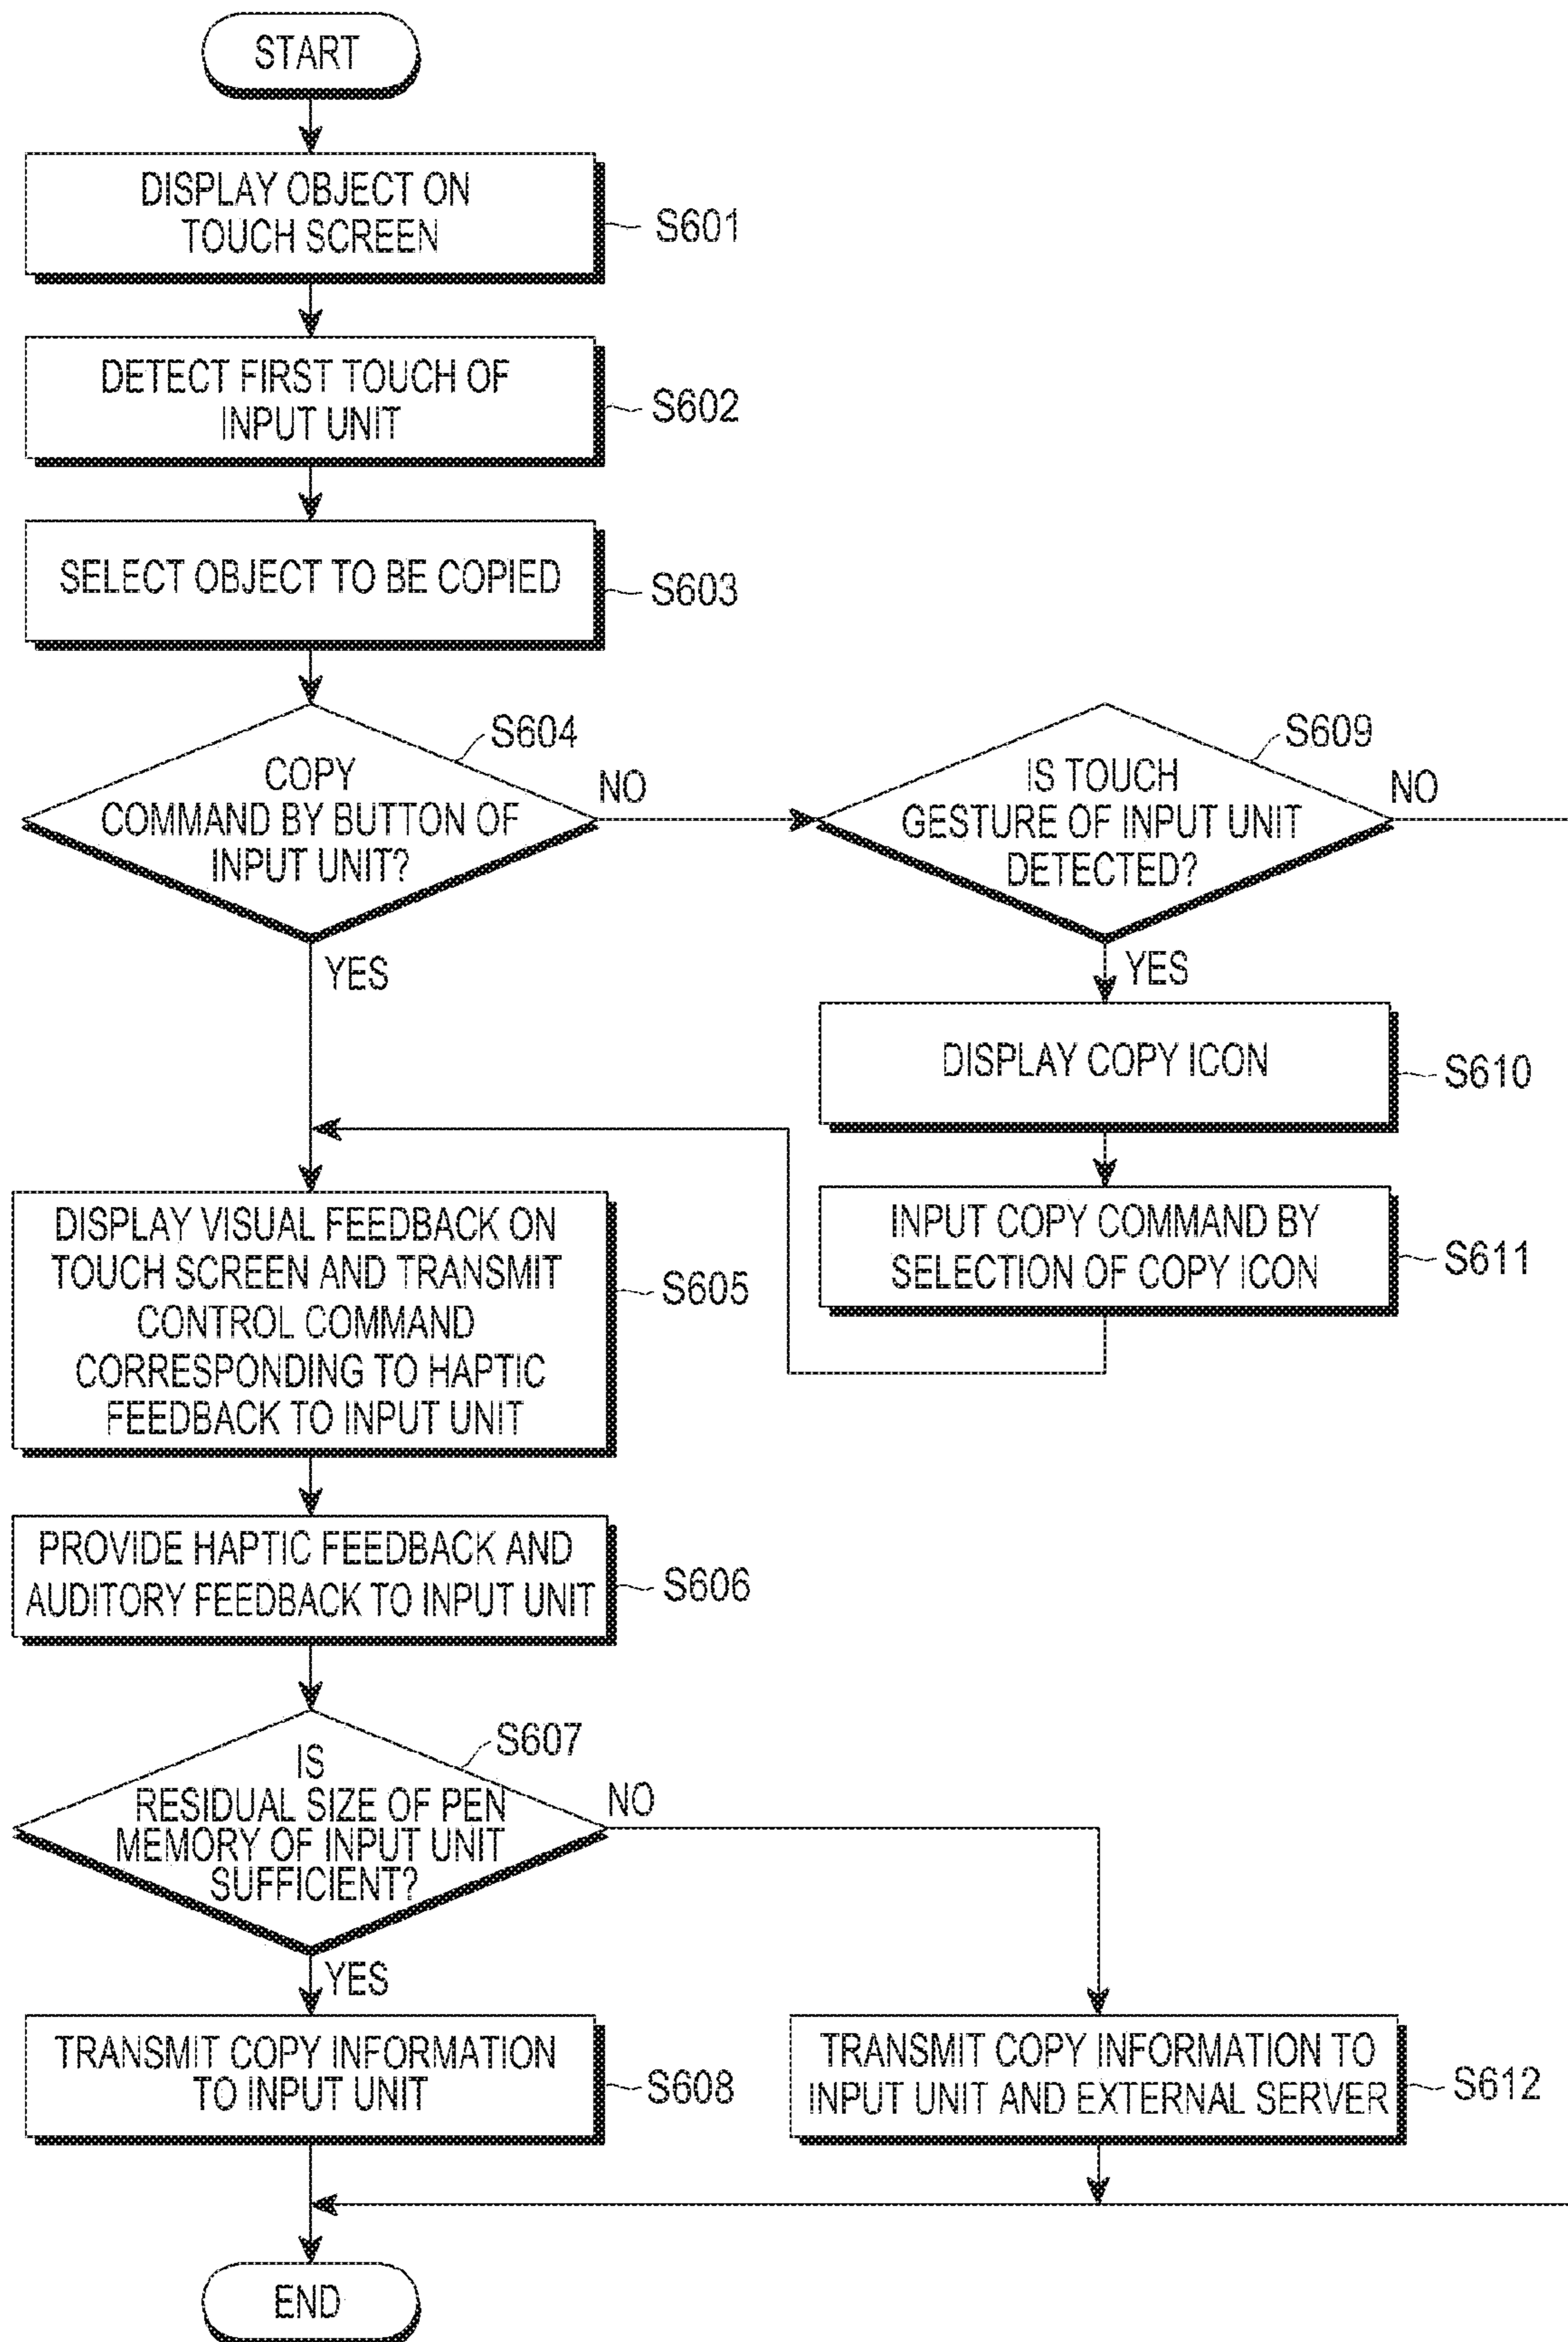 START
DISPLAY OBJECT ON
TOUCH SCREEN
S601
DETECT FIRST TOUCH OF
INPUT UNIT
S602
SELECT OBJECT TO BE COPIED
S603
S604
COPY
COMMAND BY BUTTON OF
INPUT UNIT?
NO
YES
S609
IS TOUCH
GESTURE OF INPUT UNIT
DETECTED?
NO
YES
DISPLAY COPY ICON
S610
INPUT COPY COMMAND BY
SELECTION OF COPY ICON
S611
DISPLAY VISUAL FEEDBACK ON
TOUCH SCREEN AND TRANSMIT
CONTROL COMMAND
CORRESPONDING TO HAPTIC
FEEDBACK TO INPUT UNIT
S605
PROVIDE HAPTIC FEEDBACK AND
AUDITORY FEEDBACK TO INPUT UNIT
S606
S607
IS
RESIDUAL SIZE OF PEN
MEMORY OF INPUT UNIT
SUFFICIENT?
NO
YES
TRANSMIT COPY INFORMATION
TO INPUT UNIT
S608
TRANSMIT COPY INFORMATION TO
INPUT UNIT AND EXTERNAL SERVER
S612
END